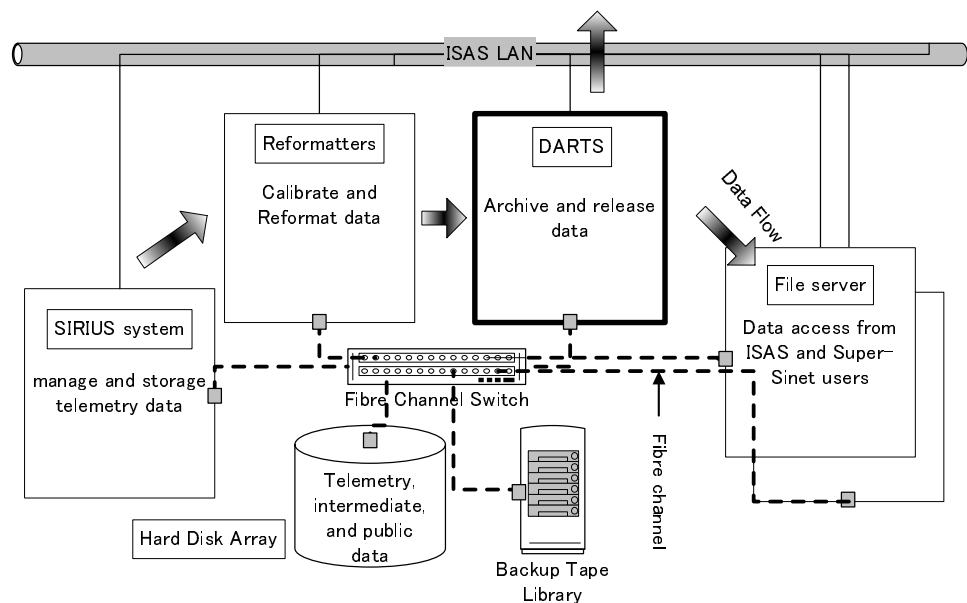 ISAS LAN
Reformatters
Calibrate and
Reformat data
DARTS
Archive and release
data
Data Flow
SIRIUS system
manage and storage
telemetry data
File server
Data access from
ISAS and Super-
Sinet users
Fibre Channel Switch
Fibre channel
Telemetry,
intermediate,
and public
data
Hard Disk Array
Backup Tape
Library